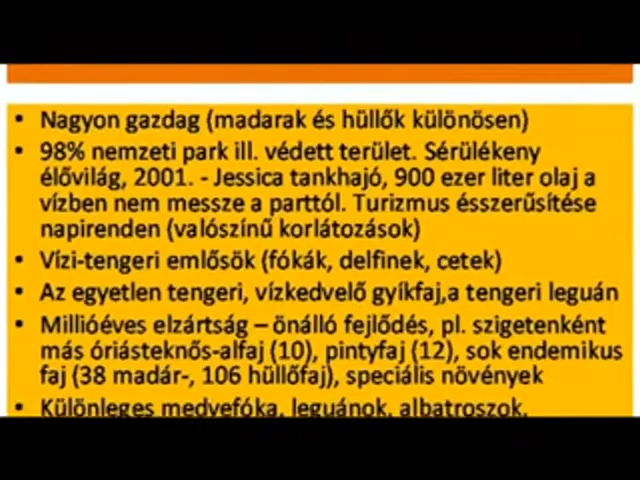 • Nagyon gazdag (madarak és hüllők különösen)
• 98% nemzeti park ill. védett terület. Sérülékeny
élővilág, 2001. - Jessica tankhajó, 900 ezer liter olaj a
vízben nem messze a parttól. Turizmus ésszerűsítése
napirenden (valószínű korlátozások)
• Vízi-tengeri emlősök (fókák, delfinek, cetek)
• Az egyetlen tengeri, vízkedvelő gyíkfaj,a tengeri leguán
• Millióéves elzártság – önálló fejlődés, pl. szigetenként
más óriásteknős-alfaj (10), pintyfaj (12), sok endemikus
faj (38 madár-, 106 hüllőfaj), speciális növények
• Különleges medvefóka, leguánok, albatroszok,